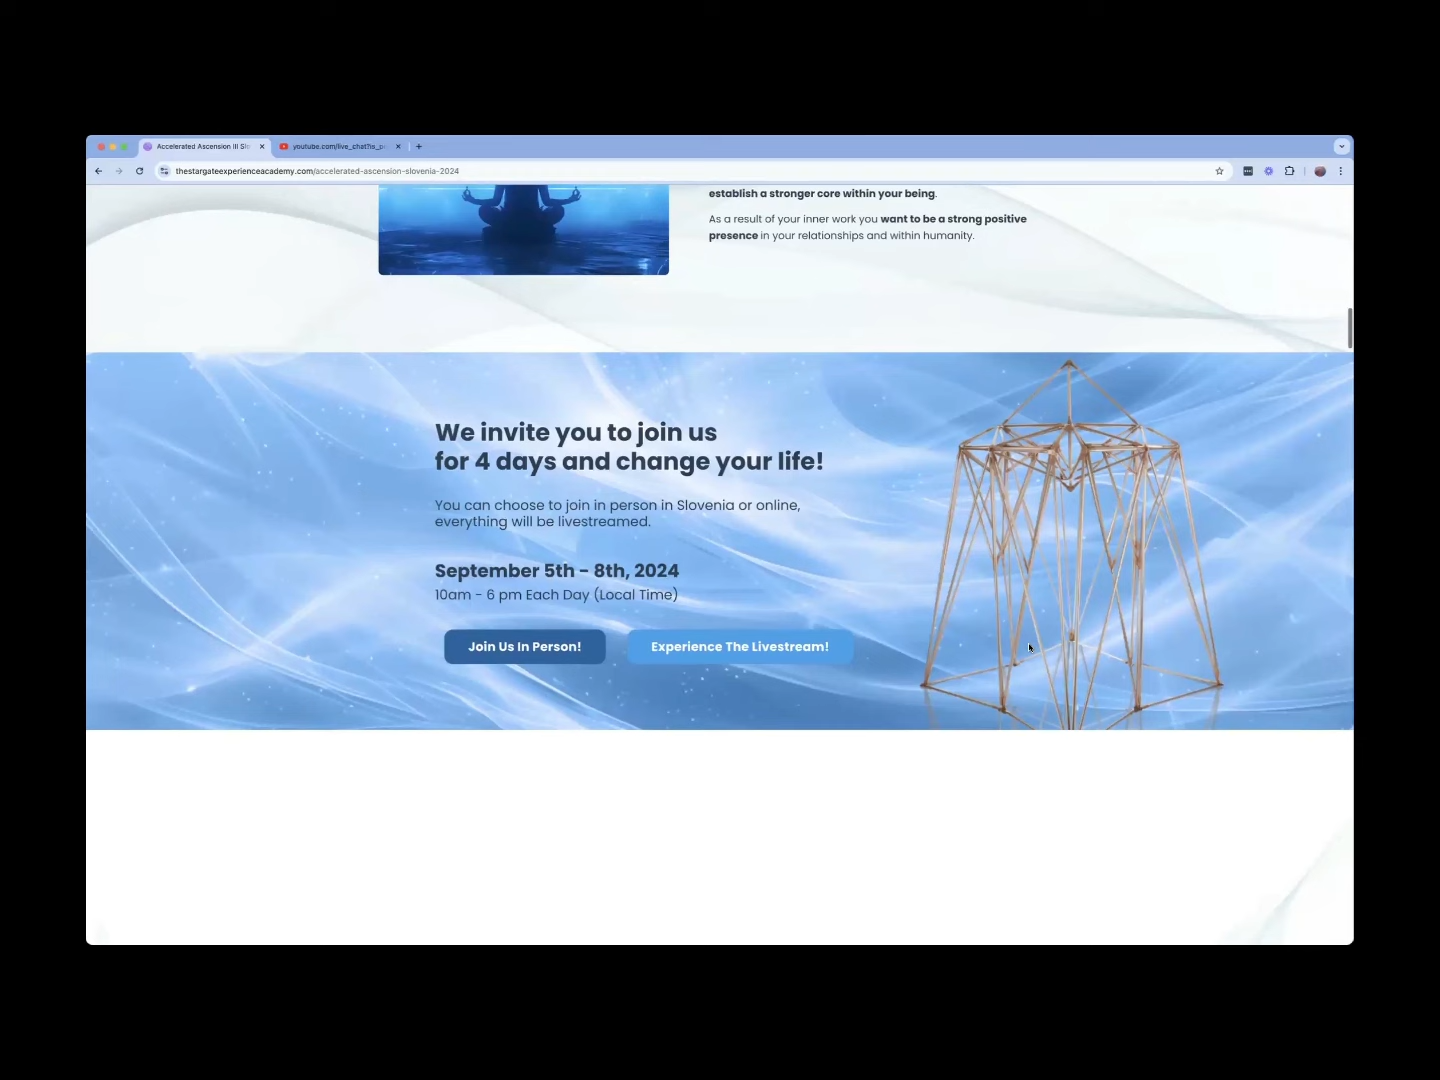 Accelerated Ascension III Slo
youtube.com/live_chat?is_po
thestargateexperienceacademy.com/accelerated-ascension-slovenia-2024
establish a stronger core within your being.
As a result of your inner work you want to be a strong positive
presence in your relationships and within humanity.
We invite you to join us
for 4 days and change your life!
You can choose to join in person in Slovenia or online,
everything will be livestreamed.
September 5th - 8th, 2024
10am - 6 pm Each Day (Local Time)
Join Us In Person!
Experience The Livestream!